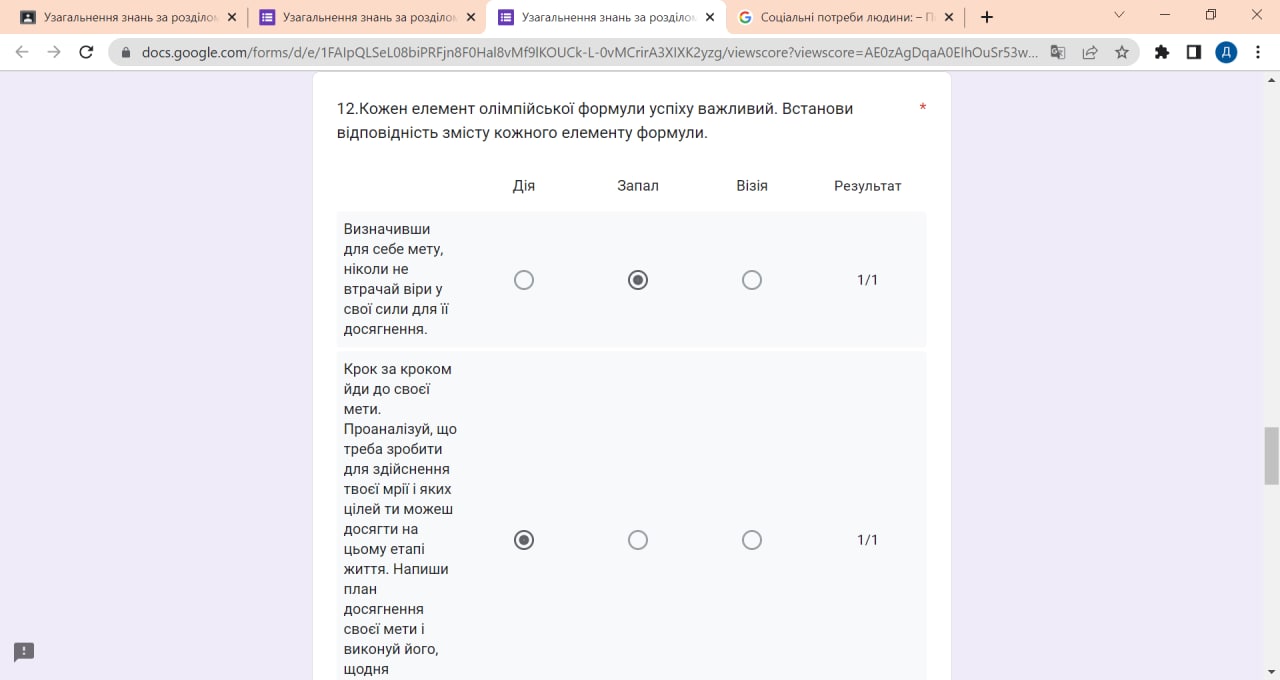 Узагальнення знань за розділом
Узагальнення знань за розділом
Узагальнення знань за розділом
Соціальні потреби людини: – П
docs.google.com/forms/d/e/1FAIpQLSeL08biPRFjn8F0Hal8vMf9lKOUCk-L-0vMCrirA3XIXK2yzg/viewscore?viewscore=AE0zAgDqaA0EIhOuSr53w...
Д
12.Кожен елемент олімпійської формули успіху важливий. Встанови *
відповідність змісту кожного елементу формули.
Дія Запал Візія Результат
Визначивши
для себе мету,
ніколи не
втрачай віри у
свої сили для її
досягнення.
1/1
Крок за кроком
йди до своєї
мети.
Проаналізуй, що
треба зробити
для здійснення
твоєї мрії і яких
цілей ти можеш
досягти на
цьому етапі
життя. Напиши
план
досягнення
своєї мети і
виконуй його,
щодня
1/1